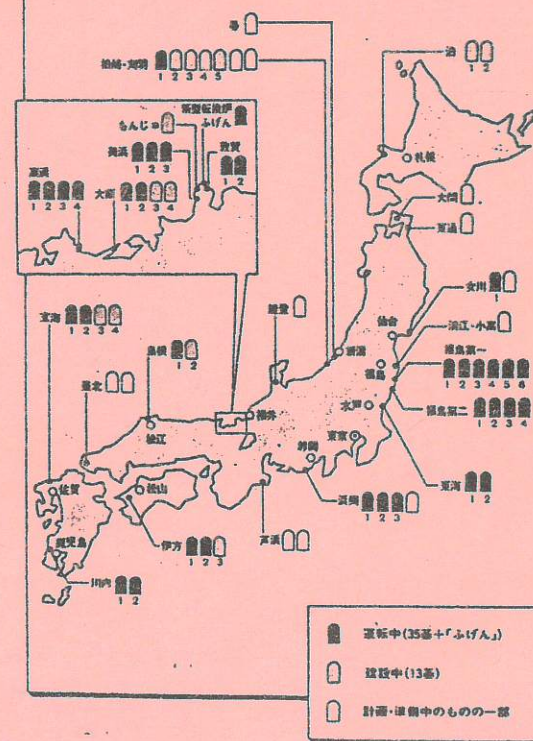 巻
柏崎・刈羽
1 2 3 4 5
泊
1 2
新型転換炉
ふげん
もんじゅ
美浜
1 2 3
敦賀
1 2
高浜
1 2 3 4
大飯
1 2 3 4
札幌
大間
東通
女川
1
仙台
浪江・小高
福島第一
1 2 3 4 5 6
福島
福島第二
1 2 3 4
水戸
東京
東海
1 2
新潟
能登
福井
静岡
浜岡
1 2 3
芦浜
玄海
1 2 3 4
島根
1 2
豊北
松江
佐賀
松山
伊方
1 2 3
鹿児島
川内
1 2
運転中(35基+「ふげん」)
建設中(13基)
計画・準備中のものの一部